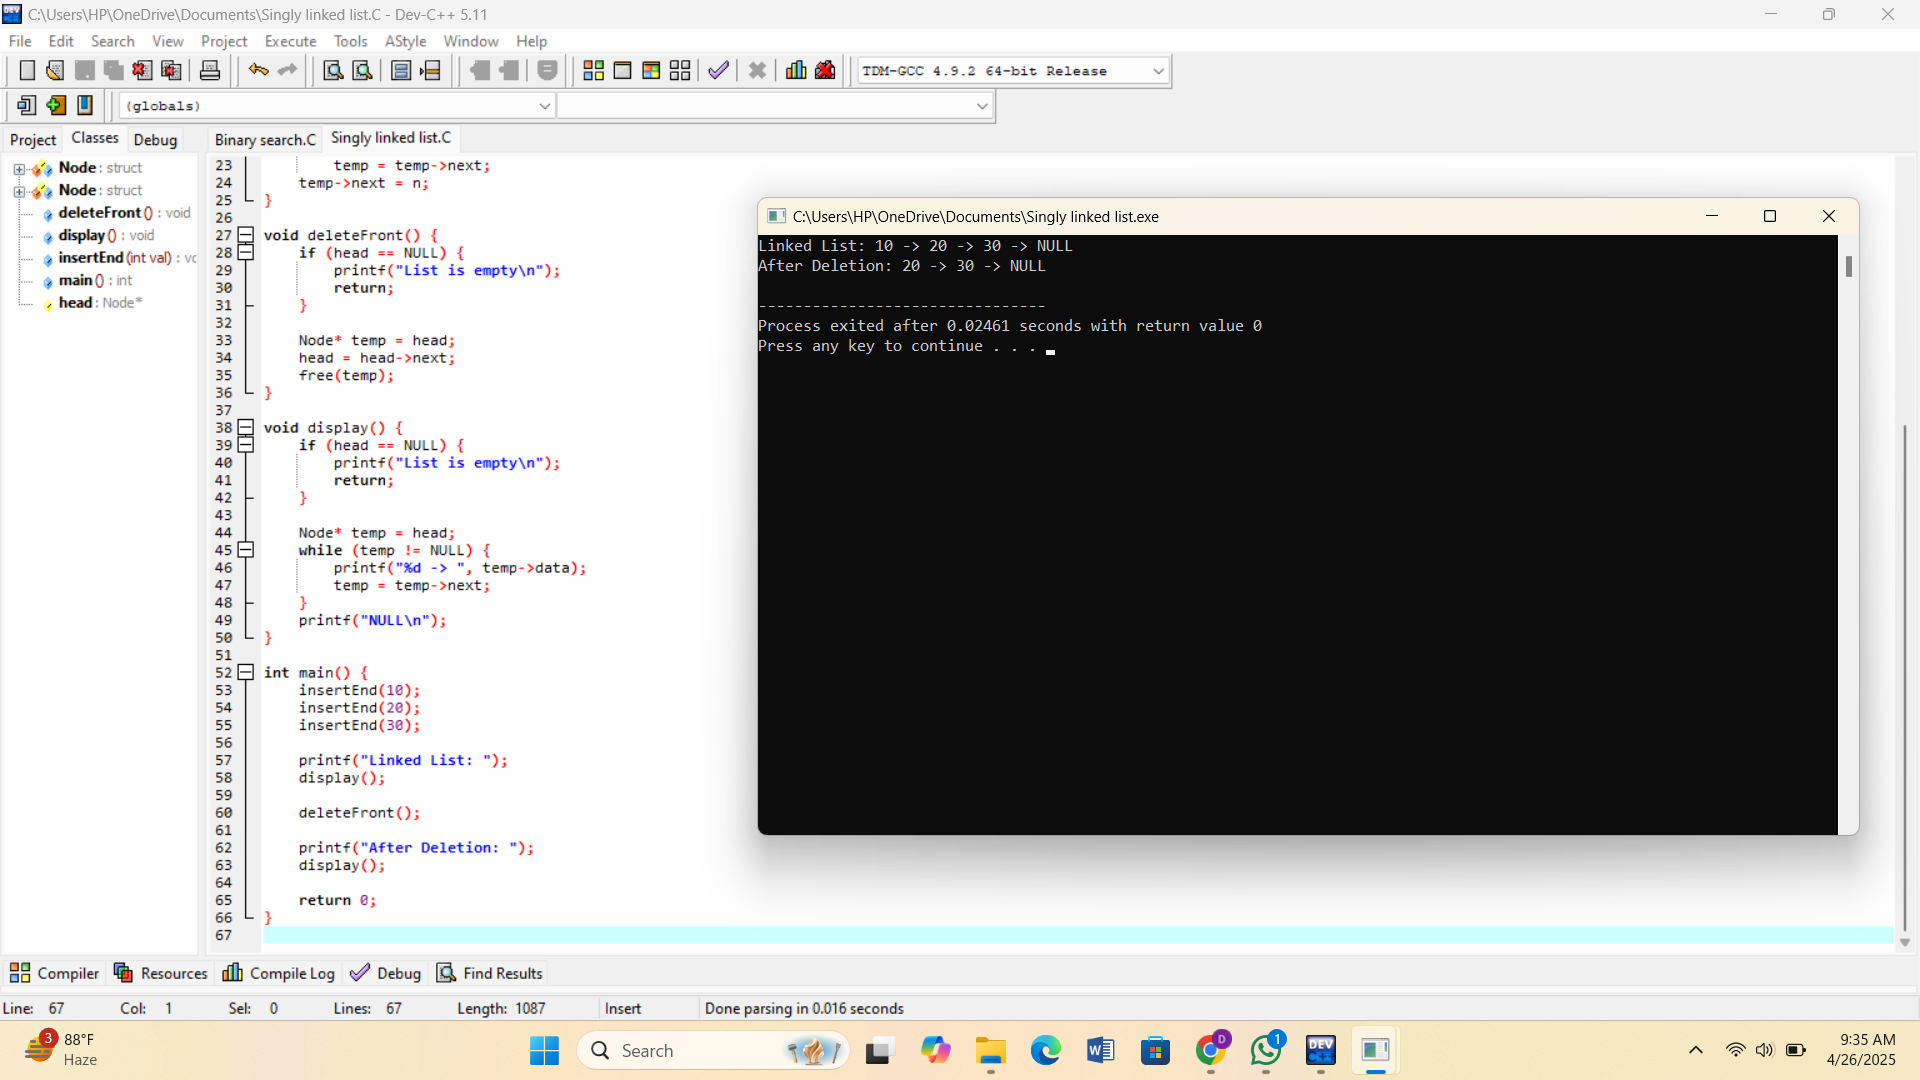 C:\Users\HP\OneDrive\Documents\Singly linked list.C - Dev-C++ 5.11
File Edit Search View Project Execute Tools AStyle Window Help
TDM-GCC 4.9.2 64-bit Release
(globals)
Project Classes Debug
Binary search.C Singly linked list.C
Node : struct
Node : struct
deleteFront () : void
display () : void
insertEnd (int val) : vc
main () : int
head : Node*
23 temp = temp->next;
24 temp->next = n;
25 }
26
27 void deleteFront() {
28 if (head == NULL) {
29 printf("List is empty\n");
30 return;
31 }
32
33 Node* temp = head;
34 head = head->next;
35 free(temp);
36 }
37
38 void display() {
39 if (head == NULL) {
40 printf("List is empty\n");
41 return;
42 }
43
44 Node* temp = head;
45 while (temp != NULL) {
46 printf("%d -> ", temp->data);
47 temp = temp->next;
48 }
49 printf("NULL\n");
50 }
51
52 int main() {
53 insertEnd(10);
54 insertEnd(20);
55 insertEnd(30);
56
57 printf("Linked List: ");
58 display();
59
60 deleteFront();
61
62 printf("After Deletion: ");
63 display();
64
65 return 0;
66 }
67
C:\Users\HP\OneDrive\Documents\Singly linked list.exe
Linked List: 10 -> 20 -> 30 -> NULL
After Deletion: 20 -> 30 -> NULL
--------------------------------
Process exited after 0.02461 seconds with return value 0
Press any key to continue . . .
Compiler Resources Compile Log Debug Find Results
Line: 67 Col: 1 Sel: 0 Lines: 67 Length: 1087 Insert Done parsing in 0.016 seconds
3
88°F
Haze
Search
D
1
DEV
9:35 AM
4/26/2025